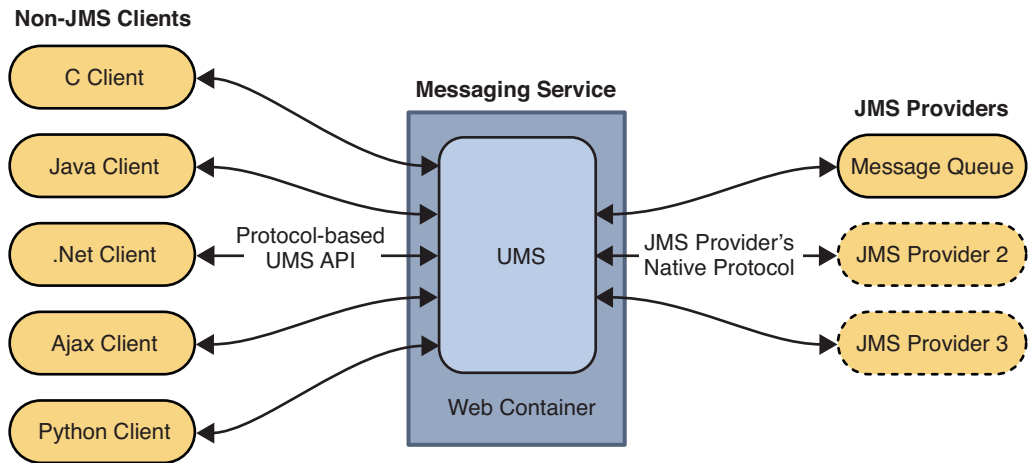 Non-JMS Clients
C Client
Java Client
.Net Client
Ajax Client
Python Client
Protocol-based
UMS API
Messaging Service
UMS
Web Container
JMS Provider's
Native Protocol
JMS Providers
Message Queue
JMS Provider 2
JMS Provider 3